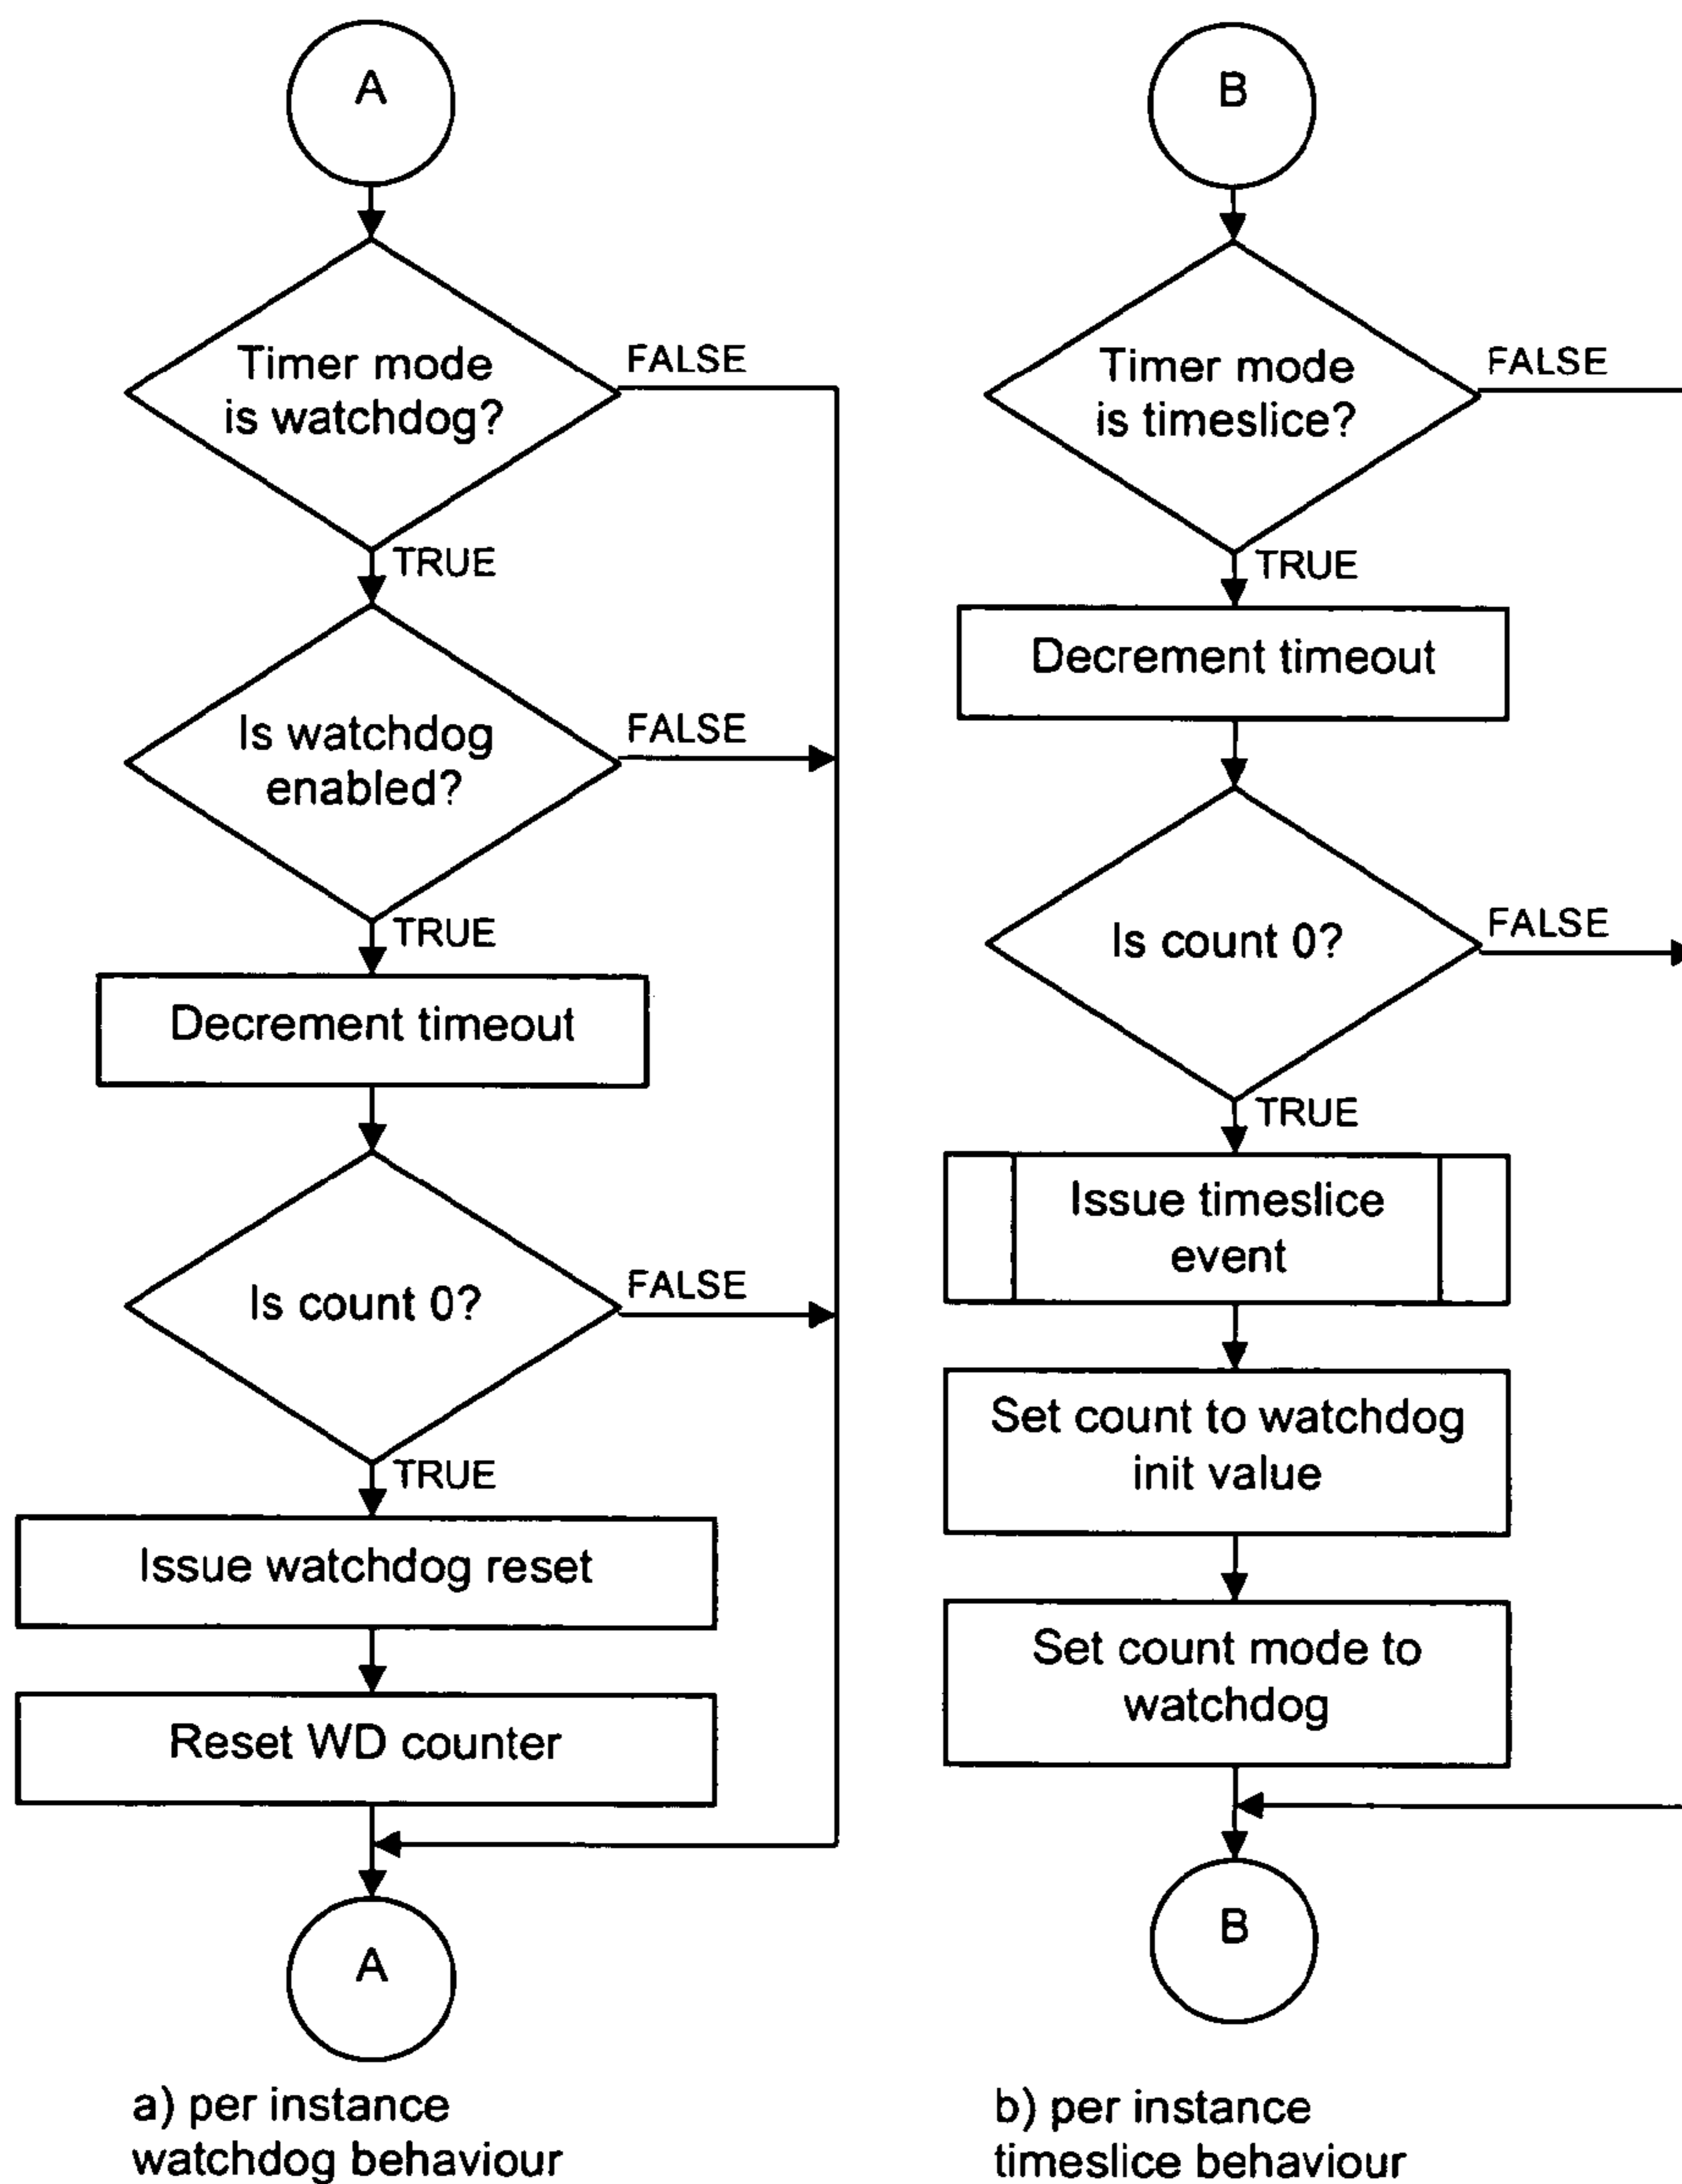 A
Timer mode
is watchdog?
FALSE
TRUE
Is watchdog
enabled?
FALSE
TRUE
Decrement timeout
Is count 0?
FALSE
TRUE
Issue watchdog reset
Reset WD counter
A
a) per instance
watchdog behaviour
B
Timer mode
is timeslice?
FALSE
TRUE
Decrement timeout
Is count 0?
FALSE
TRUE
Issue timeslice
event
Set count to watchdog
init value
Set count mode to
watchdog
B
b) per instance
timeslice behaviour